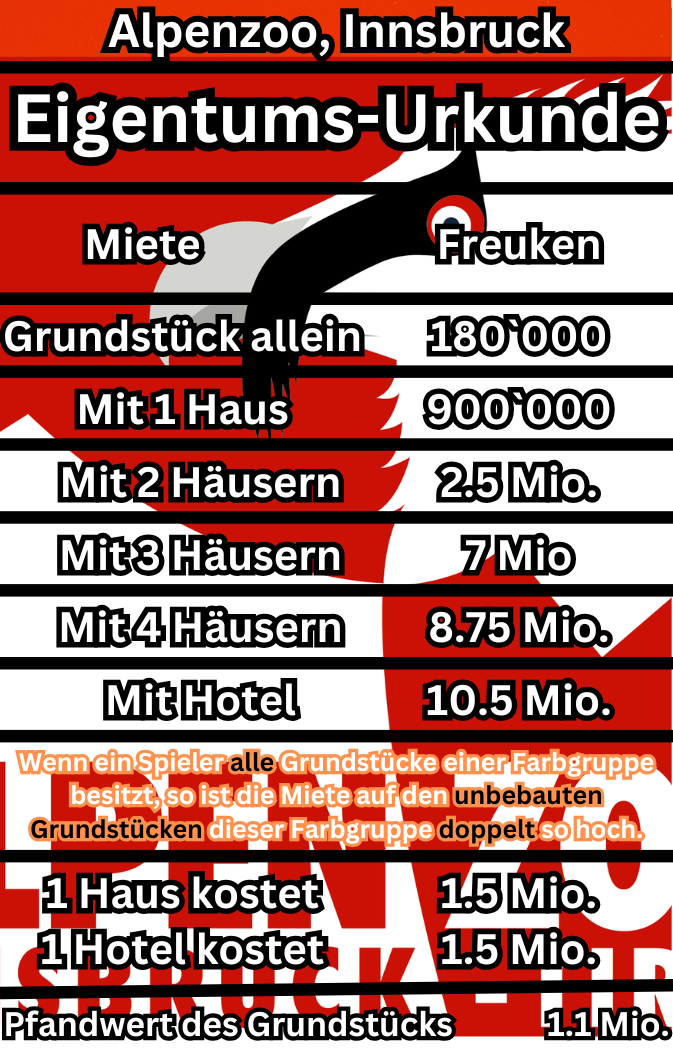 Alpenzoo, Innsbruck
Eigentums-Urkunde
Miete Freuken
Grundstück allein 180`000
Mit 1 Haus 900`000
Mit 2 Häusern 2.5 Mio.
Mit 3 Häusern 7 Mio
Mit 4 Häusern 8.75 Mio.
Mit Hotel 10.5 Mio.
Wenn ein Spieler alle Grundstücke einer Farbgruppe
besitzt, so ist die Miete auf den unbebauten
Grundstücken dieser Farbgruppe doppelt so hoch.
1 Haus kostet 1.5 Mio.
1 Hotel kostet 1.5 Mio.
Pfandwert des Grundstücks 1.1 Mio.